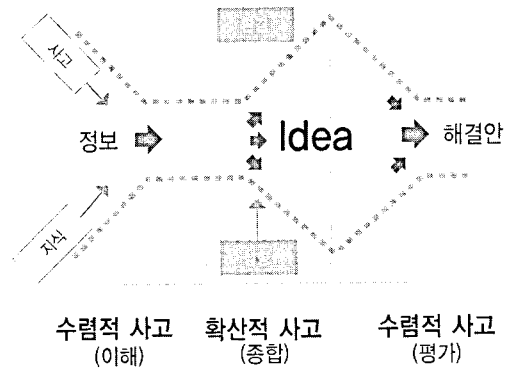 사고
정보
Idea
해결안
지식
수렴적 사고
(이해)
확산적 사고
(종합)
수렴적 사고
(평가)